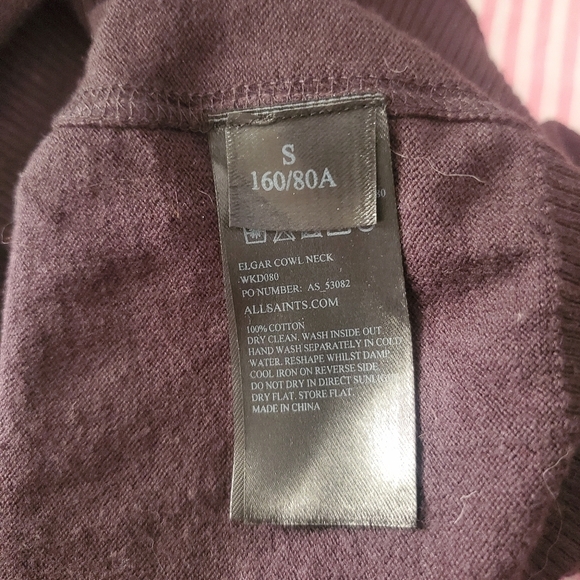 S
160/80A
80
ELGAR COWL NECK
WKD080
PO NUMBER: AS_53082
ALLSAINTS.COM
100% COTTON
DRY CLEAN. WASH INSIDE OUT.
HAND WASH SEPARATELY IN COLD
WATER. RESHAPE WHILST DAMP.
COOL IRON ON REVERSE SIDE.
DO NOT DRY IN DIRECT SUNLIG
DRY FLAT. STORE FLAT.
MADE IN CHINA